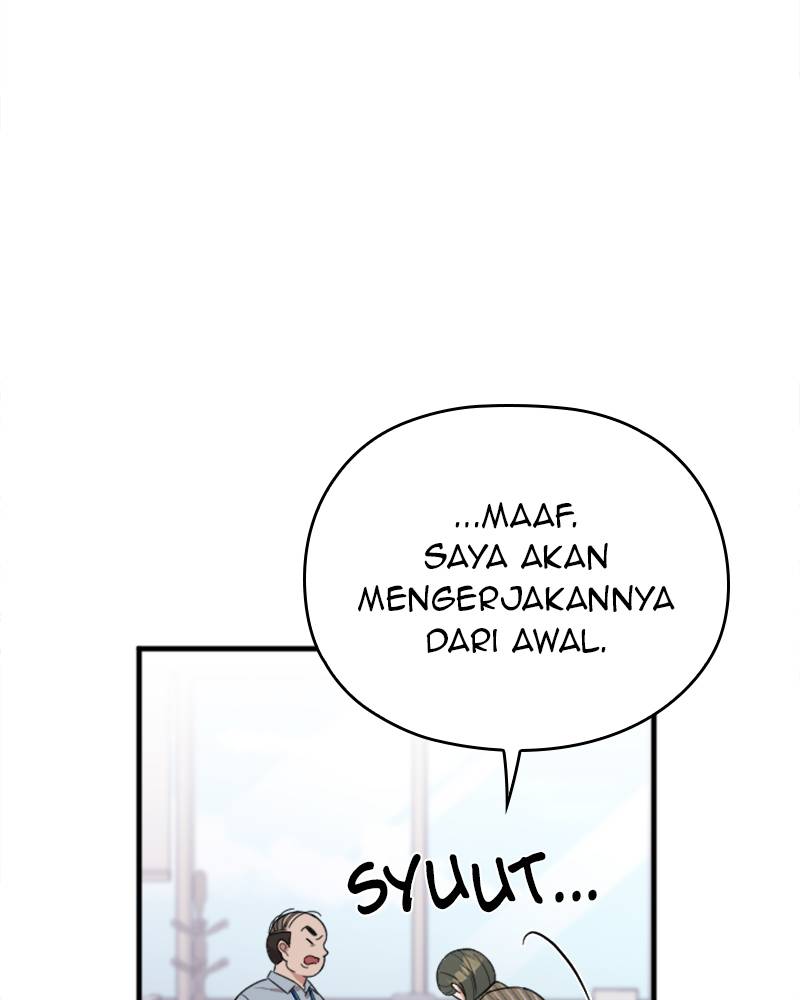 ...MAAF.
SAYA AKAN
MENGERJAKANNYA
DARI AWAL.
SYUUT...